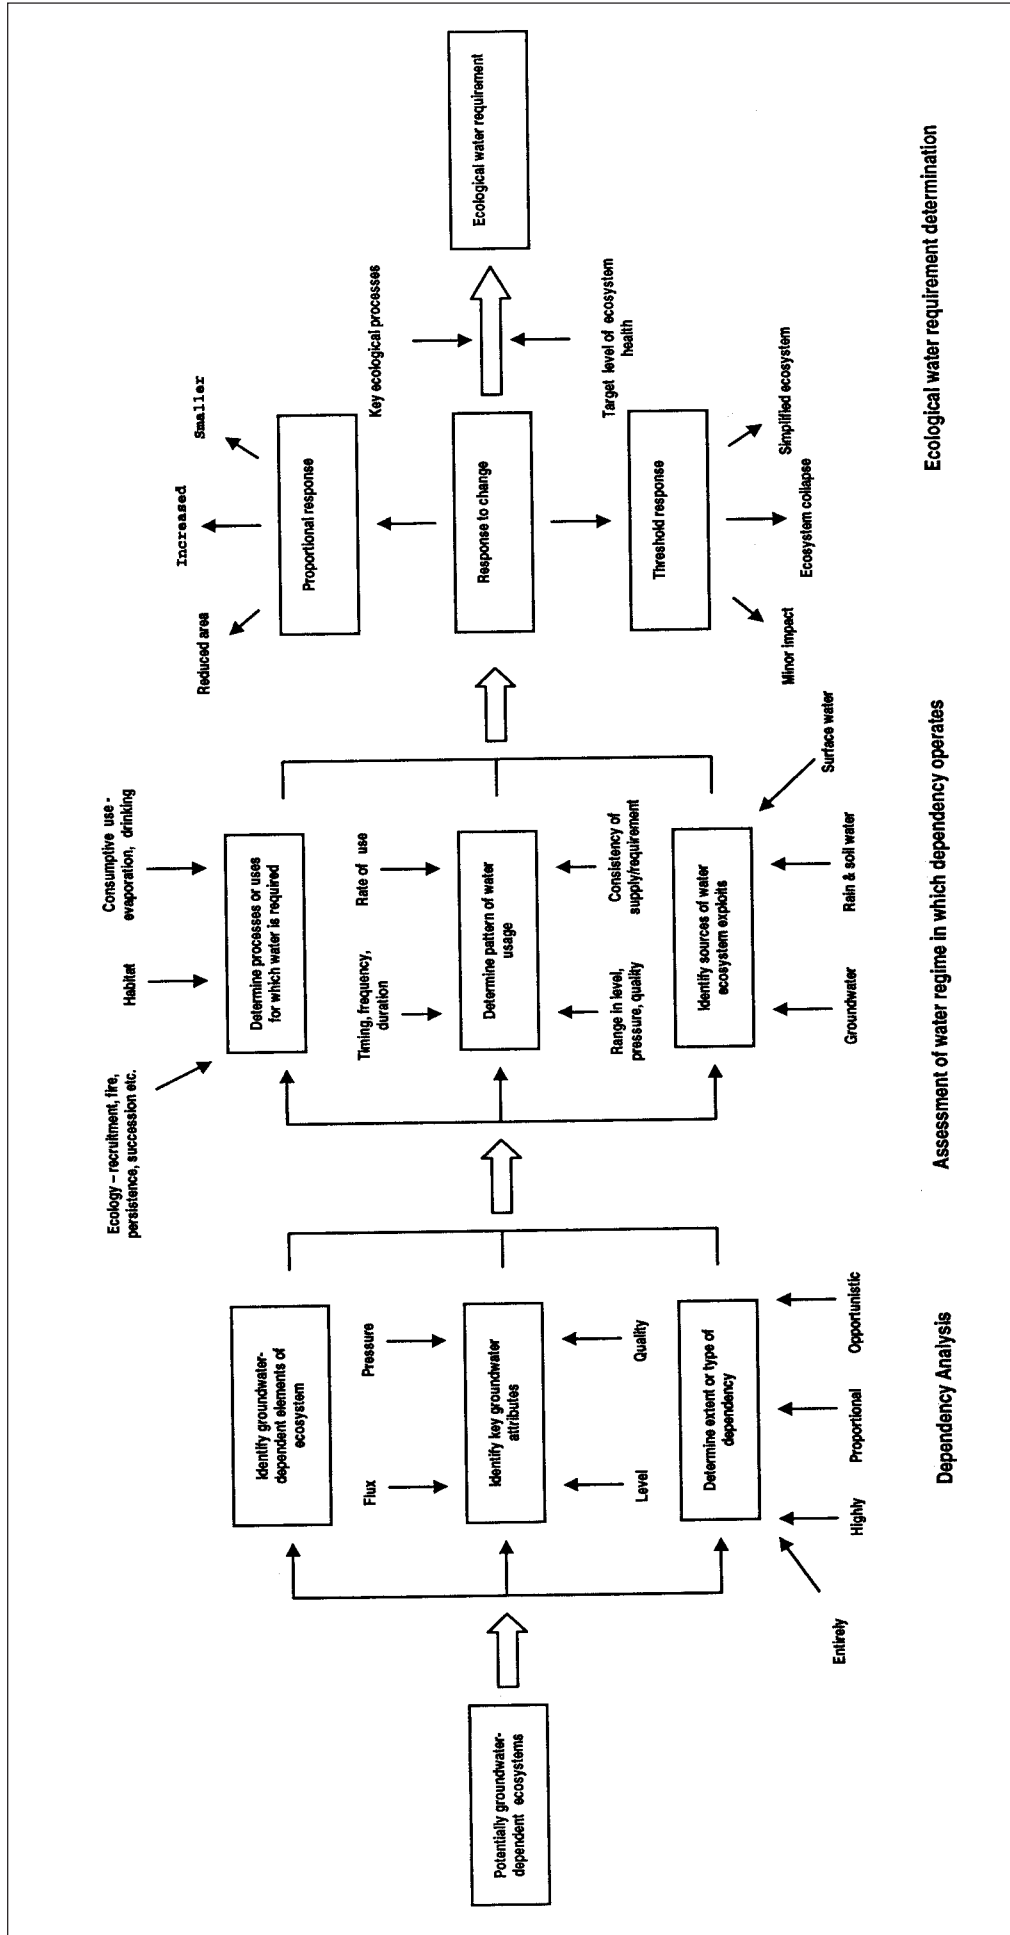 Potentially groundwater-
dependent ecosystems
Identify groundwater-
dependent elements of
ecosystem
Flux
Pressure
Identify key groundwater
attributes
Level
Quality
Determine extent or type of
dependency
Entirely
Highly
Proportional
Opportunistic
Dependency Analysis
Ecology – recruitment, fire,
persistence, succession etc.
Habitat
Consumptive use -
evaporation, drinking
Determine processes or uses
for which water is required
Timing, frequency,
duration
Rate of use
Determine pattern of water
usage
Range in level,
pressure, quality
Consistency of
supply/requirement
Identify sources of water
ecosystem exploits
Groundwater
Rain & soil water
Surface water
Assessment of water regime in which dependency operates
Reduced area
Increased
Smaller
Proportional response
Key ecological processes
Response to change
Target level of ecosystem
health
Threshold response
Minor impact
Ecosystem collapse
Simplified ecosystem
Ecological water requirement
Ecological water requirement determination